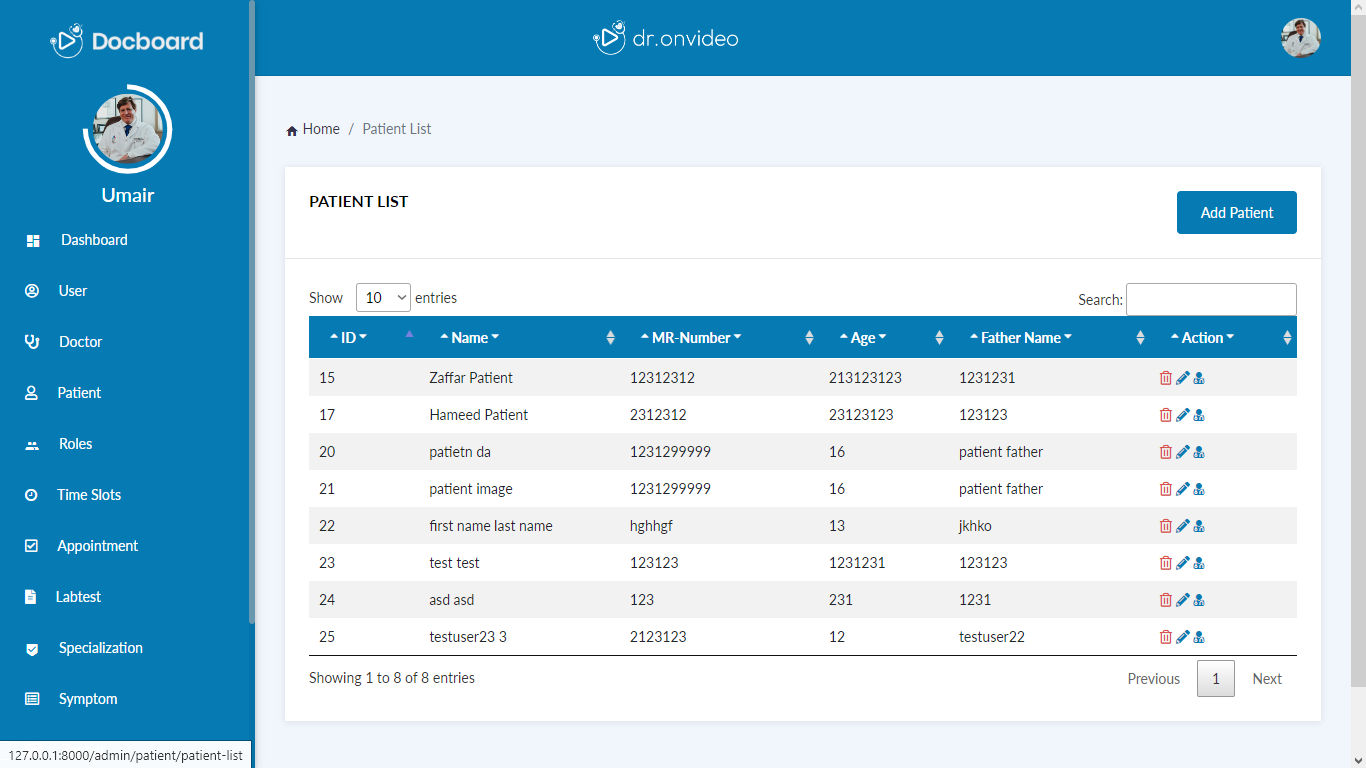 Docboard
dr.onvideo
Umair
Dashboard
User
Doctor
Patient
Roles
Time Slots
Appointment
Labtest
Specialization
Symptom
127.0.0.1:8000/admin/patient/patient-list
Home / Patient List
PATIENT LIST
Add Patient
Show 10 entries
Search:
ID Name MR-Number Age Father Name Action
15 Zaffar Patient 12312312 213123123 1231231
17 Hameed Patient 2312312 23123123 123123
20 patietn da 1231299999 16 patient father
21 patient image 1231299999 16 patient father
22 first name last name hghhgf 13 jkhko
23 test test 123123 1231231 123123
24 asd asd 123 231 1231
25 testuser23 3 2123123 12 testuser22
Showing 1 to 8 of 8 entries
Previous 1 Next